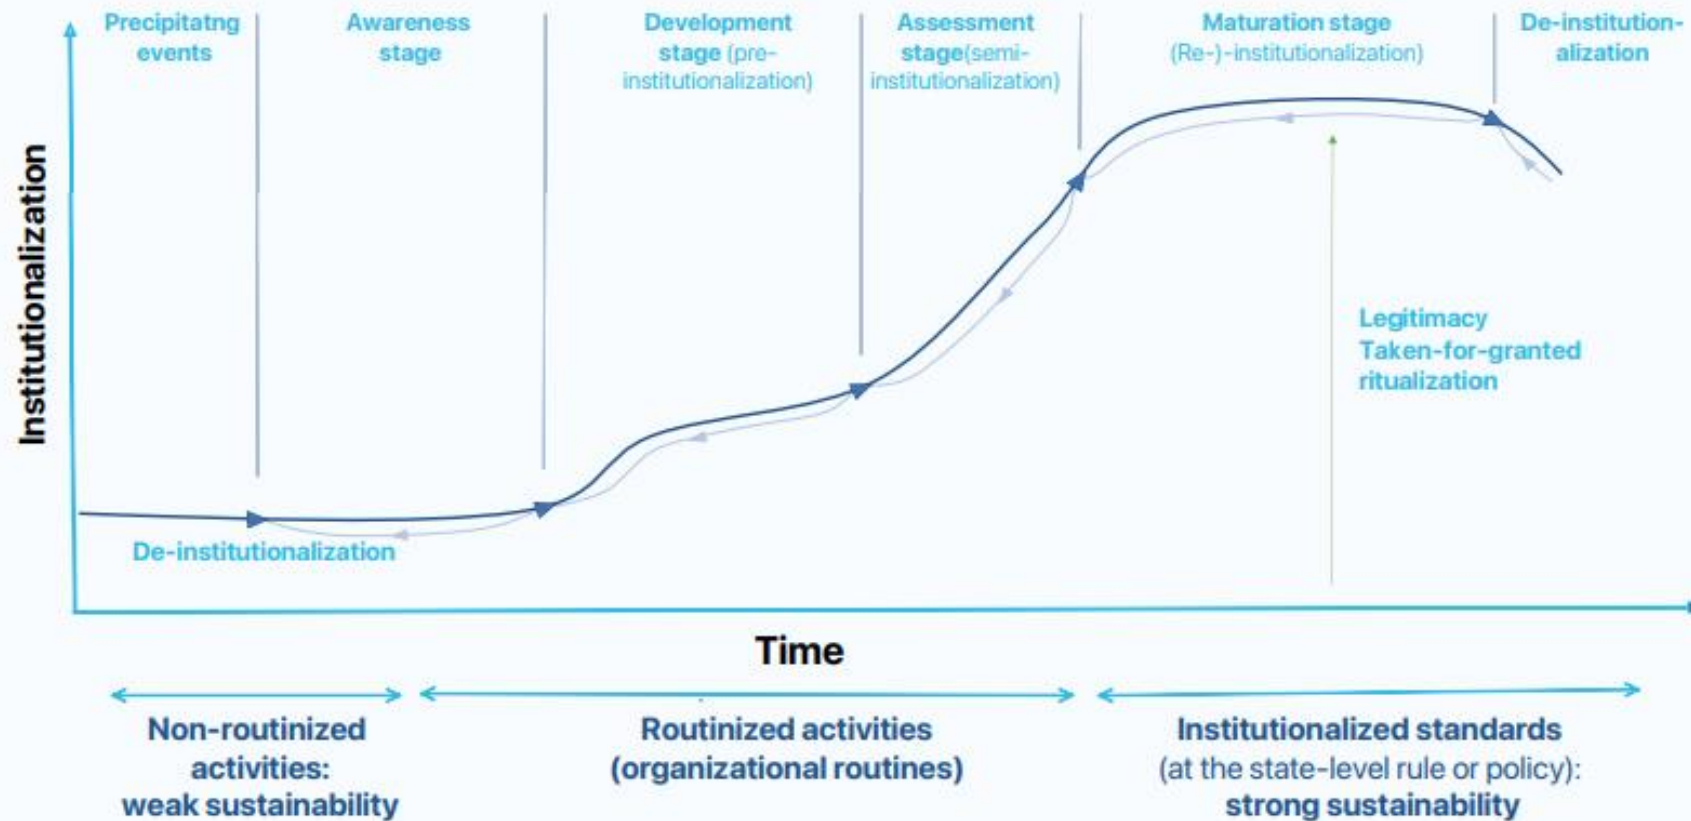 Precipitatng
events
Awareness
stage
Development
stage (pre-
institutionalization)
Assessment
stage(semi-
institutionalization)
Maturation stage
(Re-)-institutionalization)
De-institution-
alization
Institutionalization
Legitimacy
Taken-for-granted
ritualization
De-institutionalization
Time
Non-routinized
activities:
weak sustainability
Routinized activities
(organizational routines)
Institutionalized standards
(at the state-level rule or policy):
strong sustainability